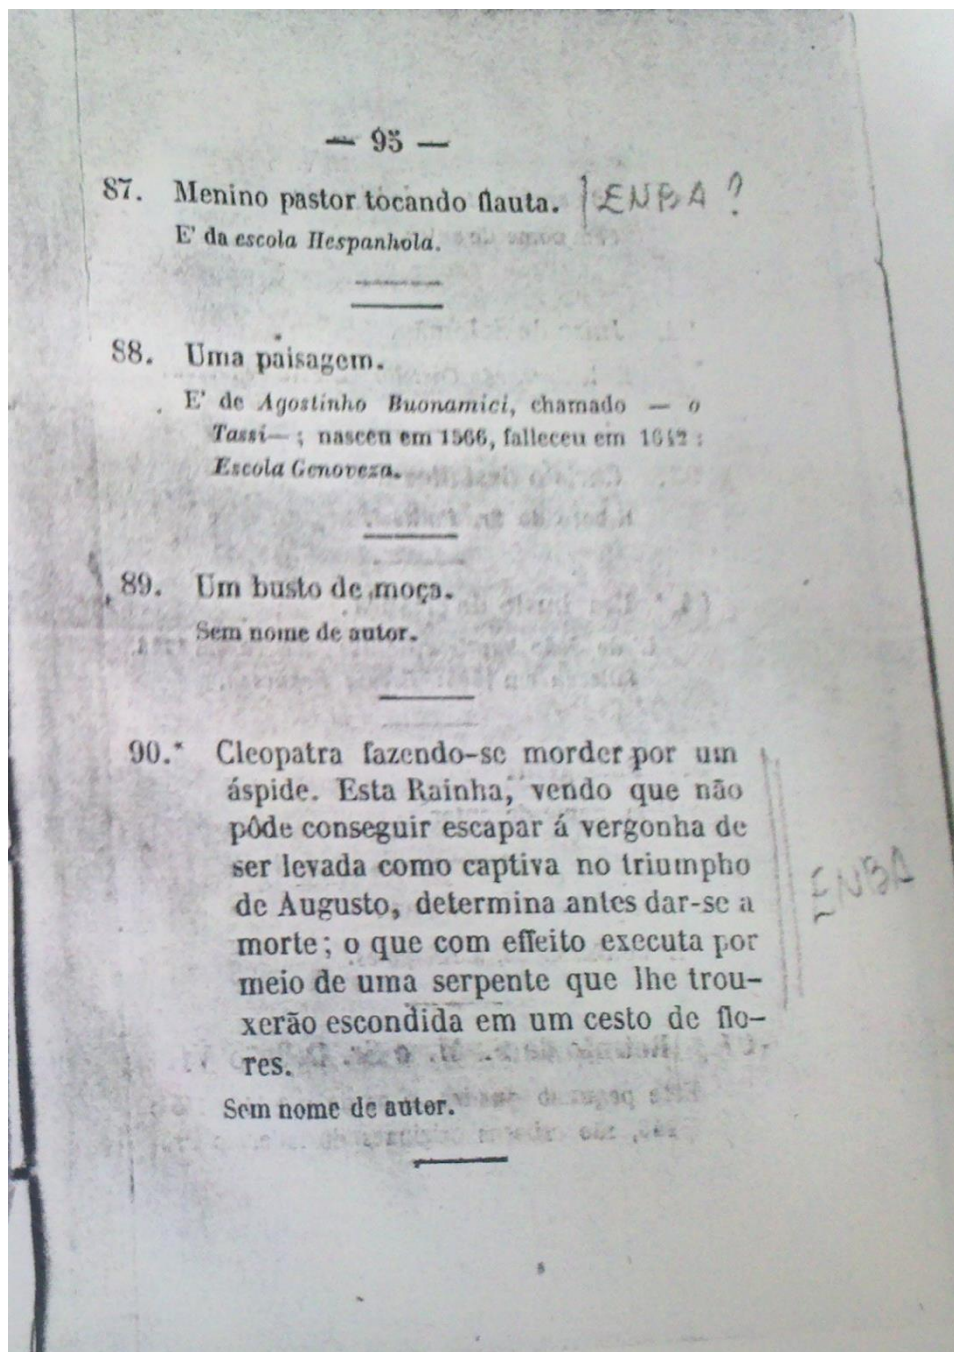 — 95 —
87. Menino pastor tocando flauta. | ENBA ?
E' da escola Hespanhola.
88. Uma paisagem.
E' de Agostinho Buonamici, chamado — o
Tassi— ; nasceu em 1566, falleceu em 1642 :
Escola Genoveza.
89. Um busto de moça.
Sem nome de autor.
90.* Cleopatra fazendo-se morder por um
áspide. Esta Rainha, vendo que não
pôde conseguir escapar á vergonha de
ser levada como captiva no triumpho
de Augusto, determina antes dar-se a
morte; o que com effeito executa por
meio de uma serpente que lhe trou-
xerão escondida em um cesto de flo-
res.
ENBA
Sem nome de autor.